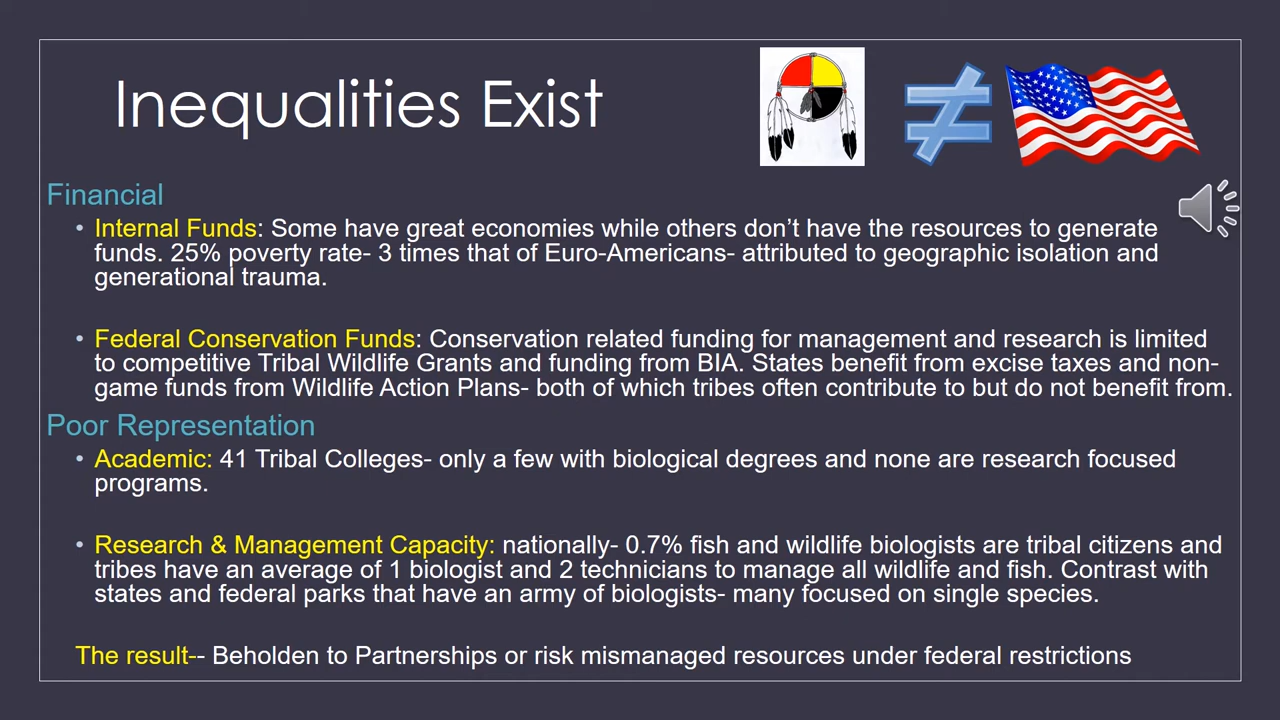 Inequalities Exist
Financial
• Internal Funds: Some have great economies while others don’t have the resources to generate
funds. 25% poverty rate- 3 times that of Euro-Americans- attributed to geographic isolation and
generational trauma.
• Federal Conservation Funds: Conservation related funding for management and research is limited
to competitive Tribal Wildlife Grants and funding from BIA. States benefit from excise taxes and non-
game funds from Wildlife Action Plans- both of which tribes often contribute to but do not benefit from.
Poor Representation
• Academic: 41 Tribal Colleges- only a few with biological degrees and none are research focused
programs.
• Research & Management Capacity: nationally- 0.7% fish and wildlife biologists are tribal citizens and
tribes have an average of 1 biologist and 2 technicians to manage all wildlife and fish. Contrast with
states and federal parks that have an army of biologists- many focused on single species.
The result-- Beholden to Partnerships or risk mismanaged resources under federal restrictions